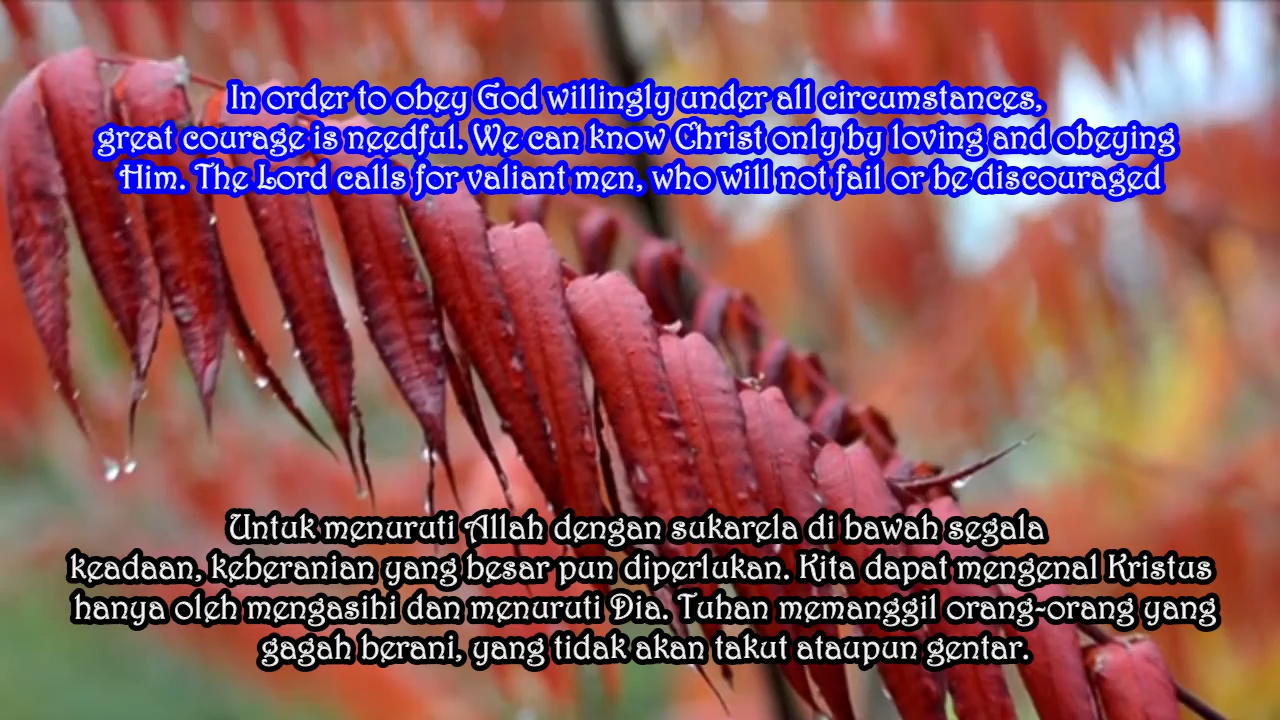 In order to obey God willingly under all circumstances,
great courage is needful. We can know Christ only by loving and obeying
Him. The Lord calls for valiant men, who will not fail or be discouraged
Untuk menuruti Allah dengan sukarela di bawah segala
keadaan, keberanian yang besar pun diperlukan. Kita dapat mengenal Kristus
hanya oleh mengasihi dan menuruti Dia. Tuhan memanggil orang-orang yang
gagah berani, yang tidak akan takut ataupun gentar.